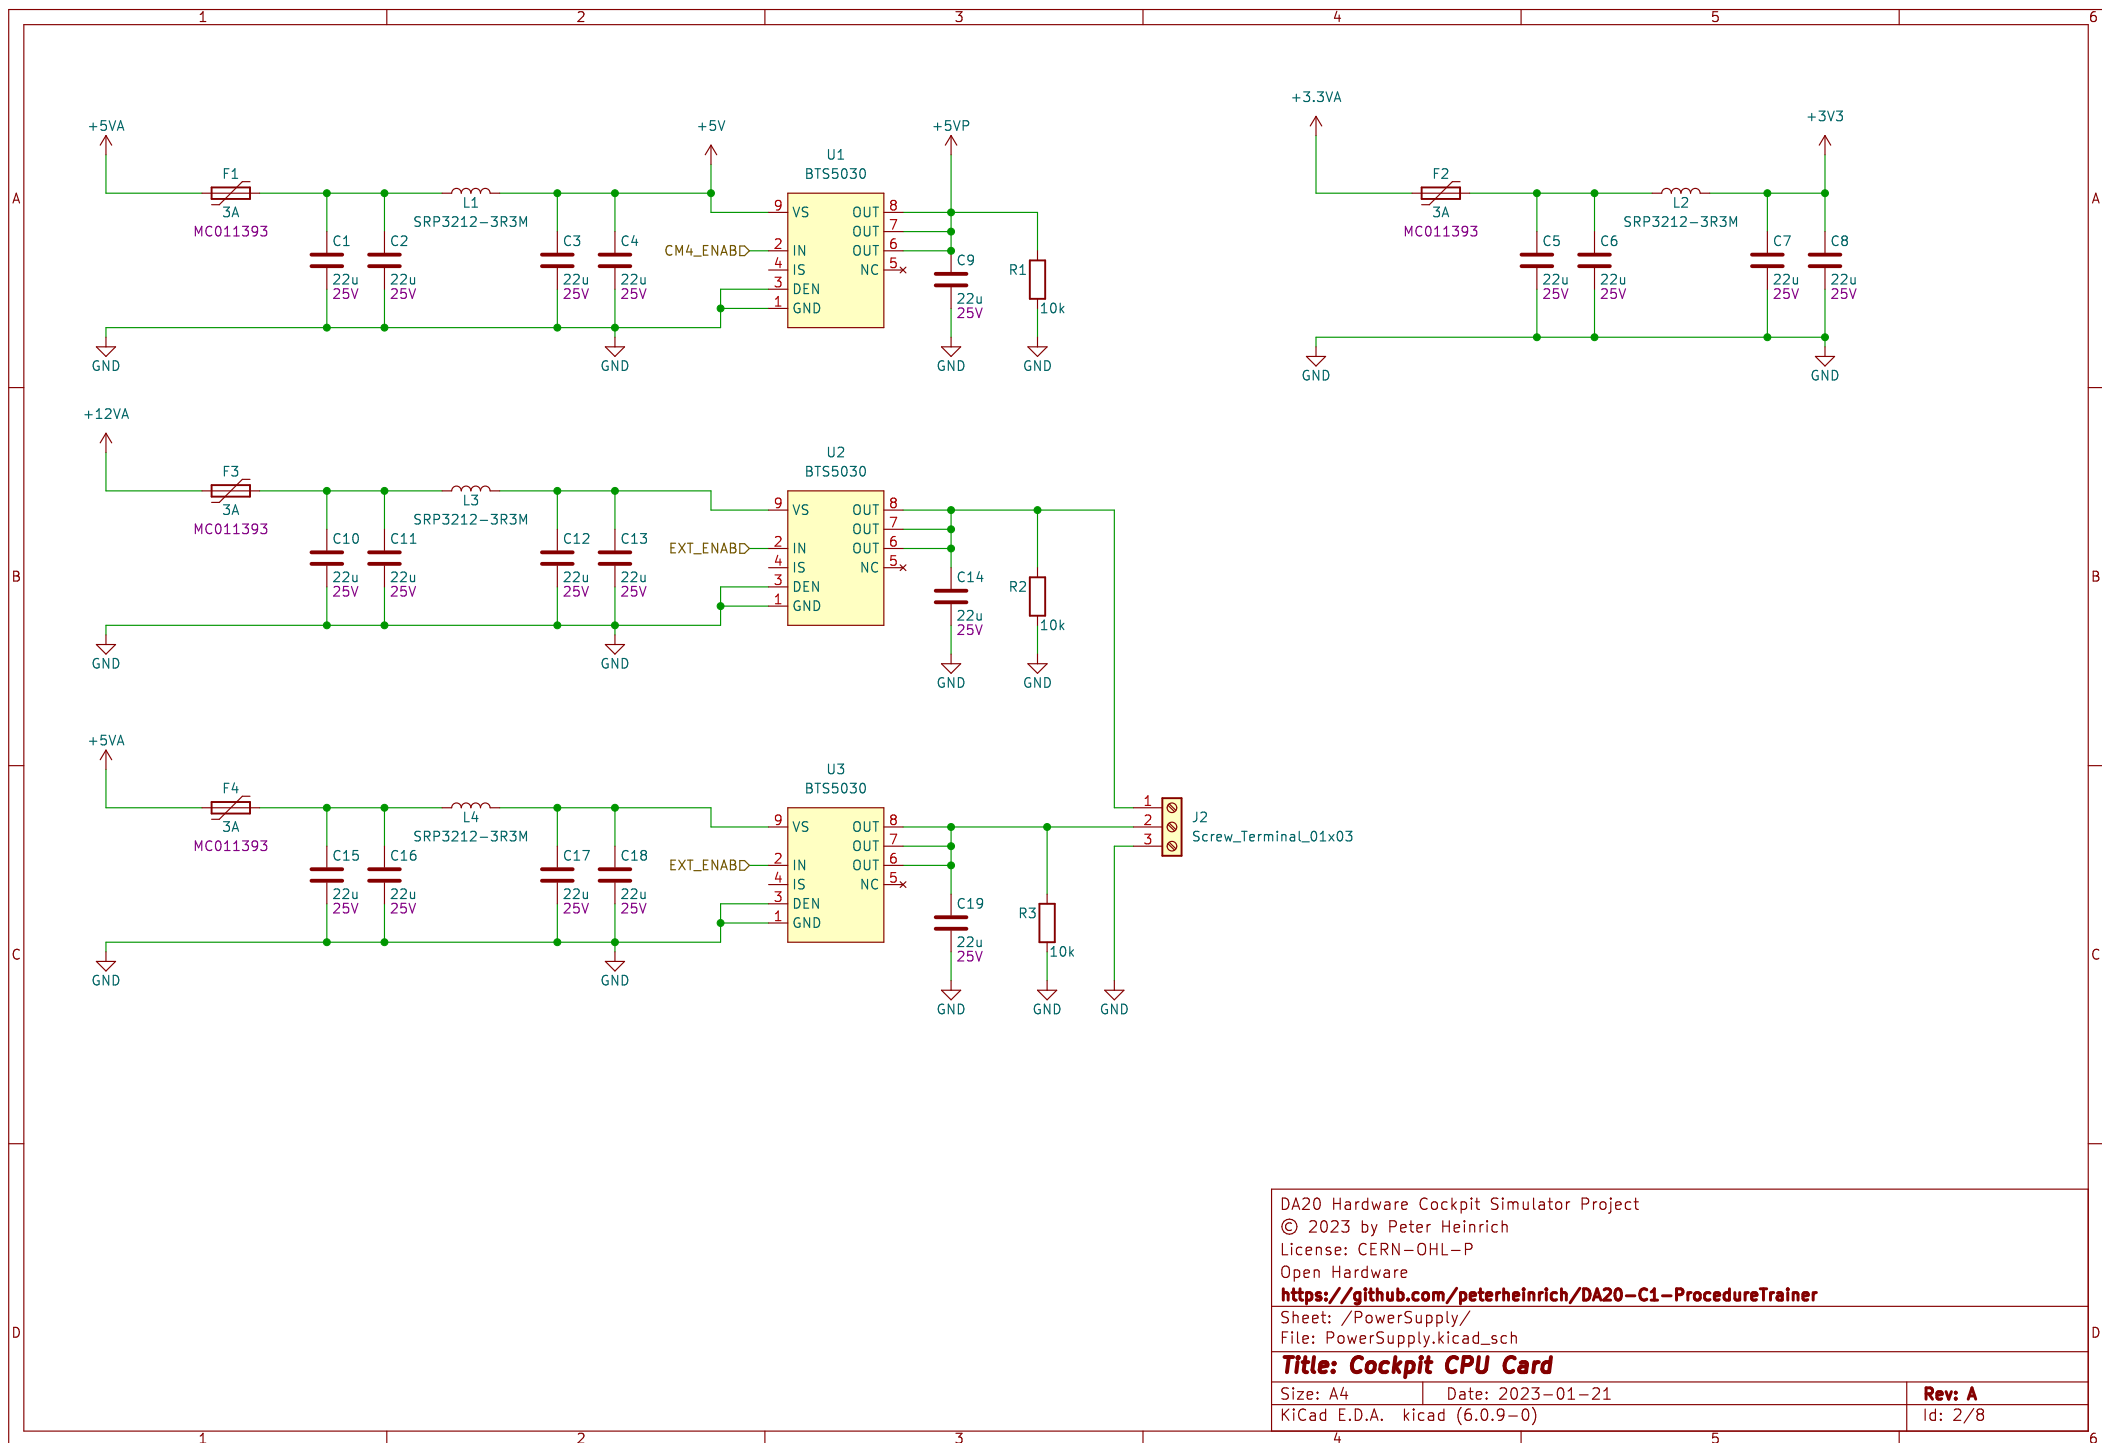 1 2 3 4 5 6
+5VA
+5V
+5VP
+3.3VA
+3V3
F1
3A
MC011393
L1
SRP3212-3R3M
C1
22u
25V
C2
22u
25V
C3
22u
25V
C4
22u
25V
CM4_ENAB
U1
BTS5030
9 VS
2 IN
4 IS
3 DEN
1 GND
OUT 8
OUT 7
OUT 6
NC 5
C9
22u
25V
R1
10k
GND
GND
GND
GND
F2
3A
MC011393
L2
SRP3212-3R3M
C5
22u
25V
C6
22u
25V
C7
22u
25V
C8
22u
25V
GND
GND
A
A
+12VA
F3
3A
MC011393
L3
SRP3212-3R3M
C10
22u
25V
C11
22u
25V
C12
22u
25V
C13
22u
25V
EXT_ENAB
U2
BTS5030
9 VS
2 IN
4 IS
3 DEN
1 GND
OUT 8
OUT 7
OUT 6
NC 5
C14
22u
25V
R2
10k
GND
GND
GND
GND
B
B
+5VA
F4
3A
MC011393
L4
SRP3212-3R3M
C15
22u
25V
C16
22u
25V
C17
22u
25V
C18
22u
25V
EXT_ENAB
U3
BTS5030
9 VS
2 IN
4 IS
3 DEN
1 GND
OUT 8
OUT 7
OUT 6
NC 5
C19
22u
25V
R3
10k
1
2
3
J2
Screw_Terminal_01x03
GND
GND
GND
GND
GND
C
C
DA20 Hardware Cockpit Simulator Project
© 2023 by Peter Heinrich
License: CERN-OHL-P
Open Hardware
https://github.com/peterheinrich/DA20-C1-ProcedureTrainer
Sheet: /PowerSupply/
File: PowerSupply.kicad_sch
Title: Cockpit CPU Card
Size: A4 Date: 2023-01-21 Rev: A
KiCad E.D.A. kicad (6.0.9-0) Id: 2/8
D
D
1 2 3 4 5 6